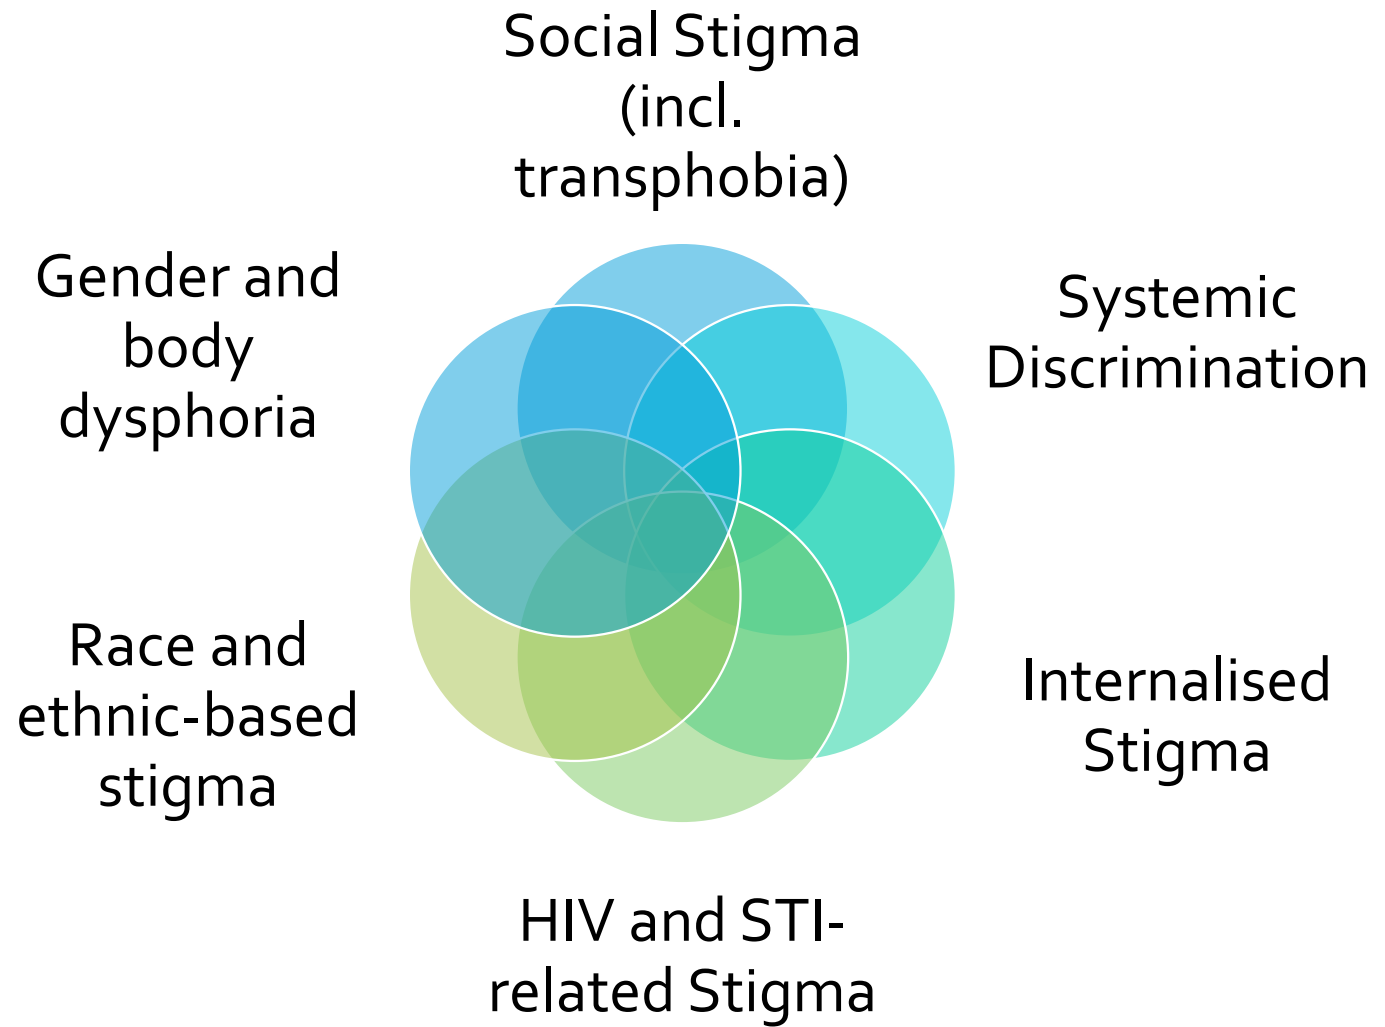 Social Stigma
(incl.
transphobia)
Systemic
Discrimination
Internalised
Stigma
HIV and STI-
related Stigma
Race and
ethnic-based
stigma
Gender and
body
dysphoria